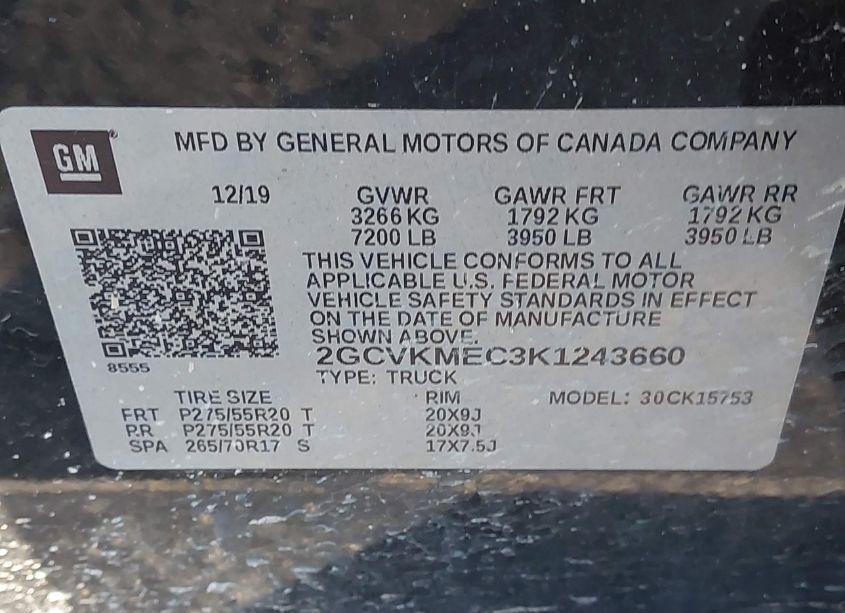 GM
MFD BY GENERAL MOTORS OF CANADA COMPANY
12/19 GVWR GAWR FRT GAWR RR
3266 KG 1792 KG 1792 KG
7200 LB 3950 LB 3950 LB
THIS VEHICLE CONFORMS TO ALL
APPLICABLE U.S. FEDERAL MOTOR
VEHICLE SAFETY STANDARDS IN EFFECT
ON THE DATE OF MANUFACTURE
SHOWN ABOVE.
8555
2GCVKMEC3K1243660
TYPE: TRUCK
TIRE SIZE RIM MODEL: 30CK15753
FRT P275/55R20 T 20X9J
RR P275/55R20 T 20X9J
SPA 265/70R17 S 17X7.5J